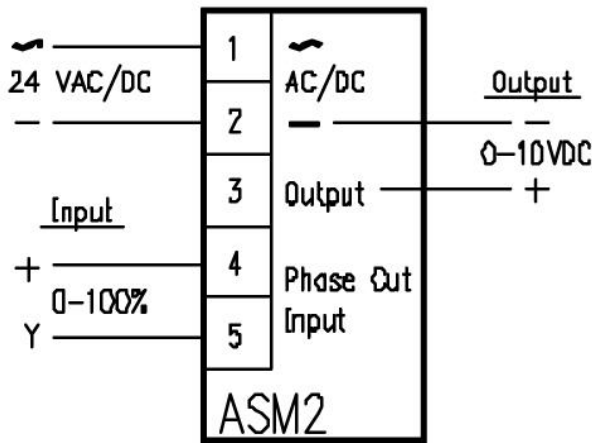 ~ 1 ~
24 VAC/DC AC/DC Output
– 2 – –
0-10VDC
3 Output +
Input
+ 4 Phase Out
0-100%
Y 5 Input
ASM2